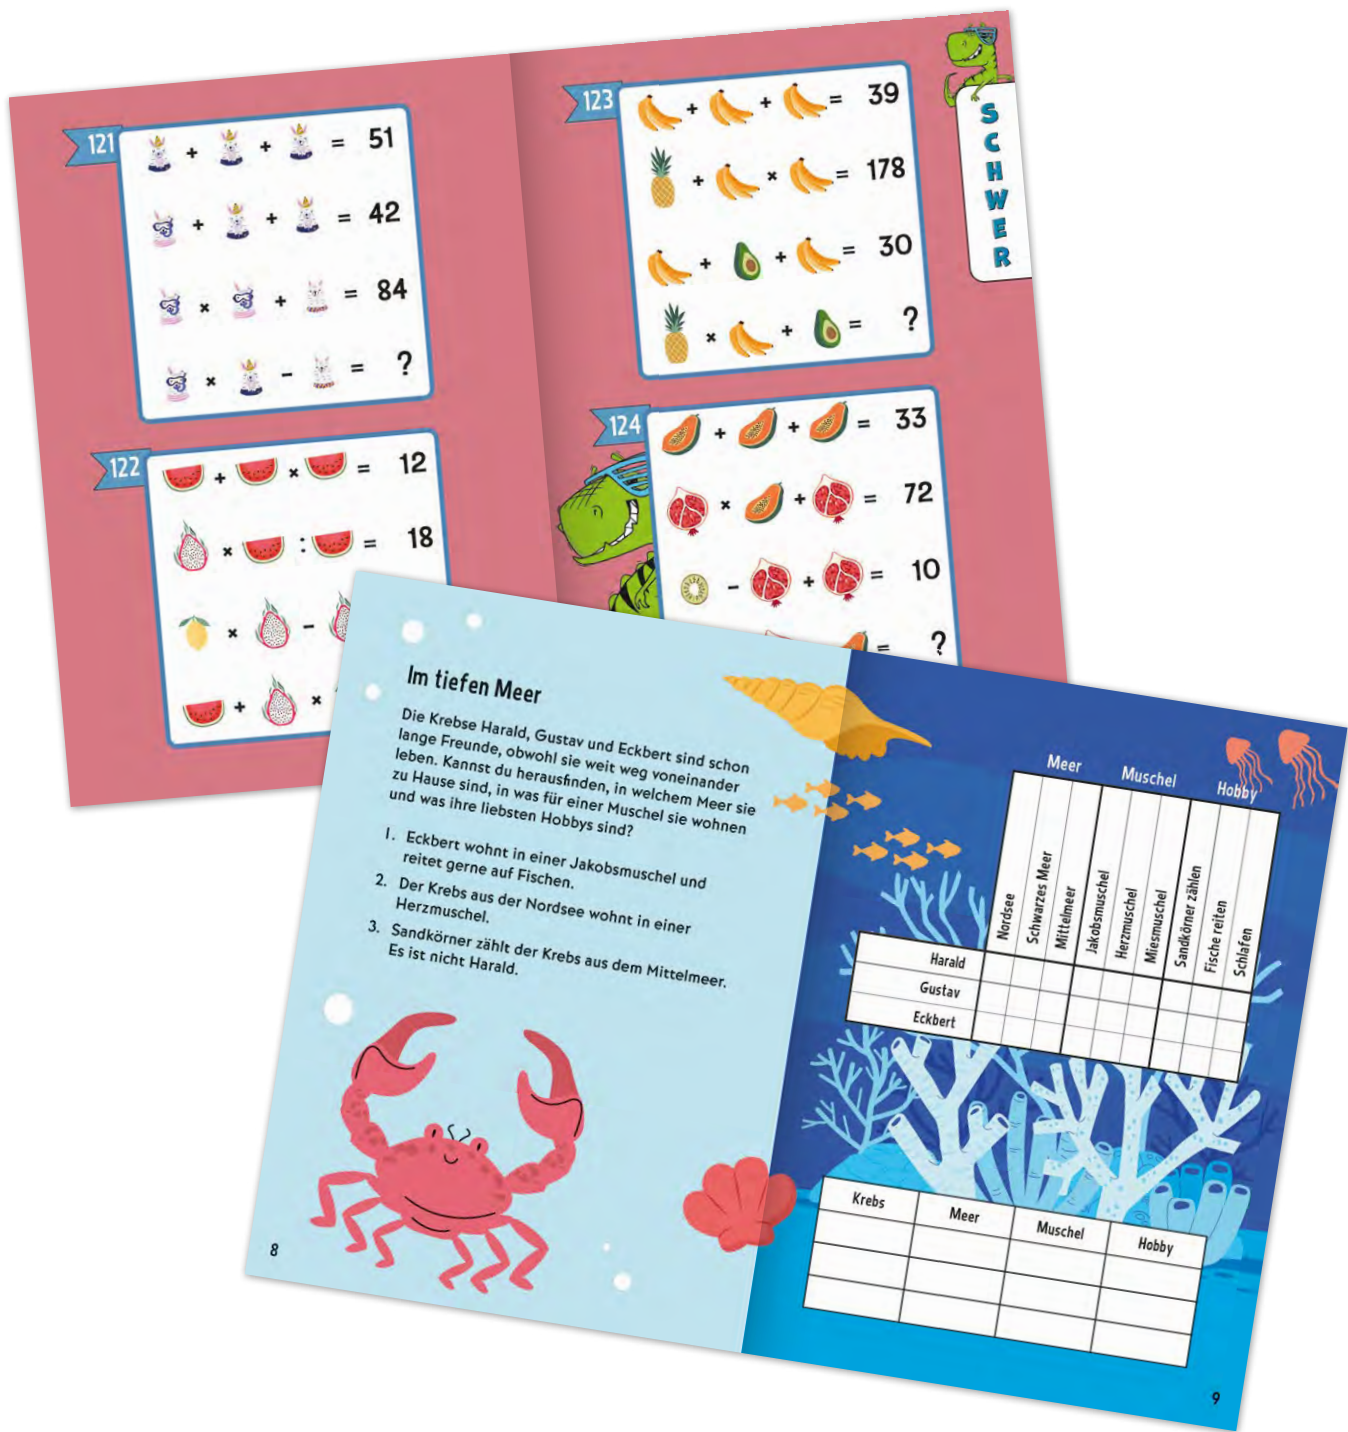 121
+ + = 51
+ + = 42
× + = 84
× − = ?
122
+ × = 12
× : = 18
× −
+ ×
123
+ + = 39
+ × = 178
+ + = 30
× + = ?
SCHWER
124
+ + = 33
× + = 72
− + = 10
= ?
Im tiefen Meer
Die Krebse Harald, Gustav und Eckbert sind schon
lange Freunde, obwohl sie weit weg voneinander
leben. Kannst du herausfinden, in welchem Meer sie
zu Hause sind, in was für einer Muschel sie wohnen
und was ihre liebsten Hobbys sind?
1. Eckbert wohnt in einer Jakobsmuschel und
reitet gerne auf Fischen.
2. Der Krebs aus der Nordsee wohnt in einer
Herzmuschel.
3. Sandkörner zählt der Krebs aus dem Mittelmeer.
Es ist nicht Harald.
8
Meer Muschel Hobby
Nordsee
Schwarzes Meer
Mittelmeer
Jakobsmuschel
Herzmuschel
Miesmuschel
Sandkörner zählen
Fische reiten
Schlafen
Harald
Gustav
Eckbert
Krebs Meer Muschel Hobby
9